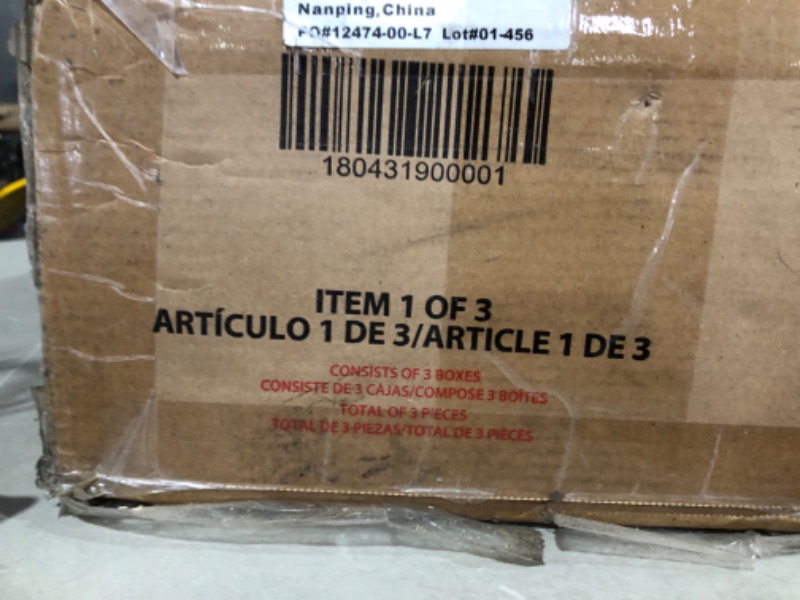 Nanping,China
PO#12474-00-L7 Lot#01-456
180431900001
ITEM 1 OF 3
ARTÍCULO 1 DE 3/ARTICLE 1 DE 3
CONSISTS OF 3 BOXES
CONSISTE DE 3 CAJAS/COMPOSÉ 3 BOÎTES
TOTAL OF 3 PIECES
TOTAL DE 3 PIEZAS/TOTAL DE 3 PIÈCES